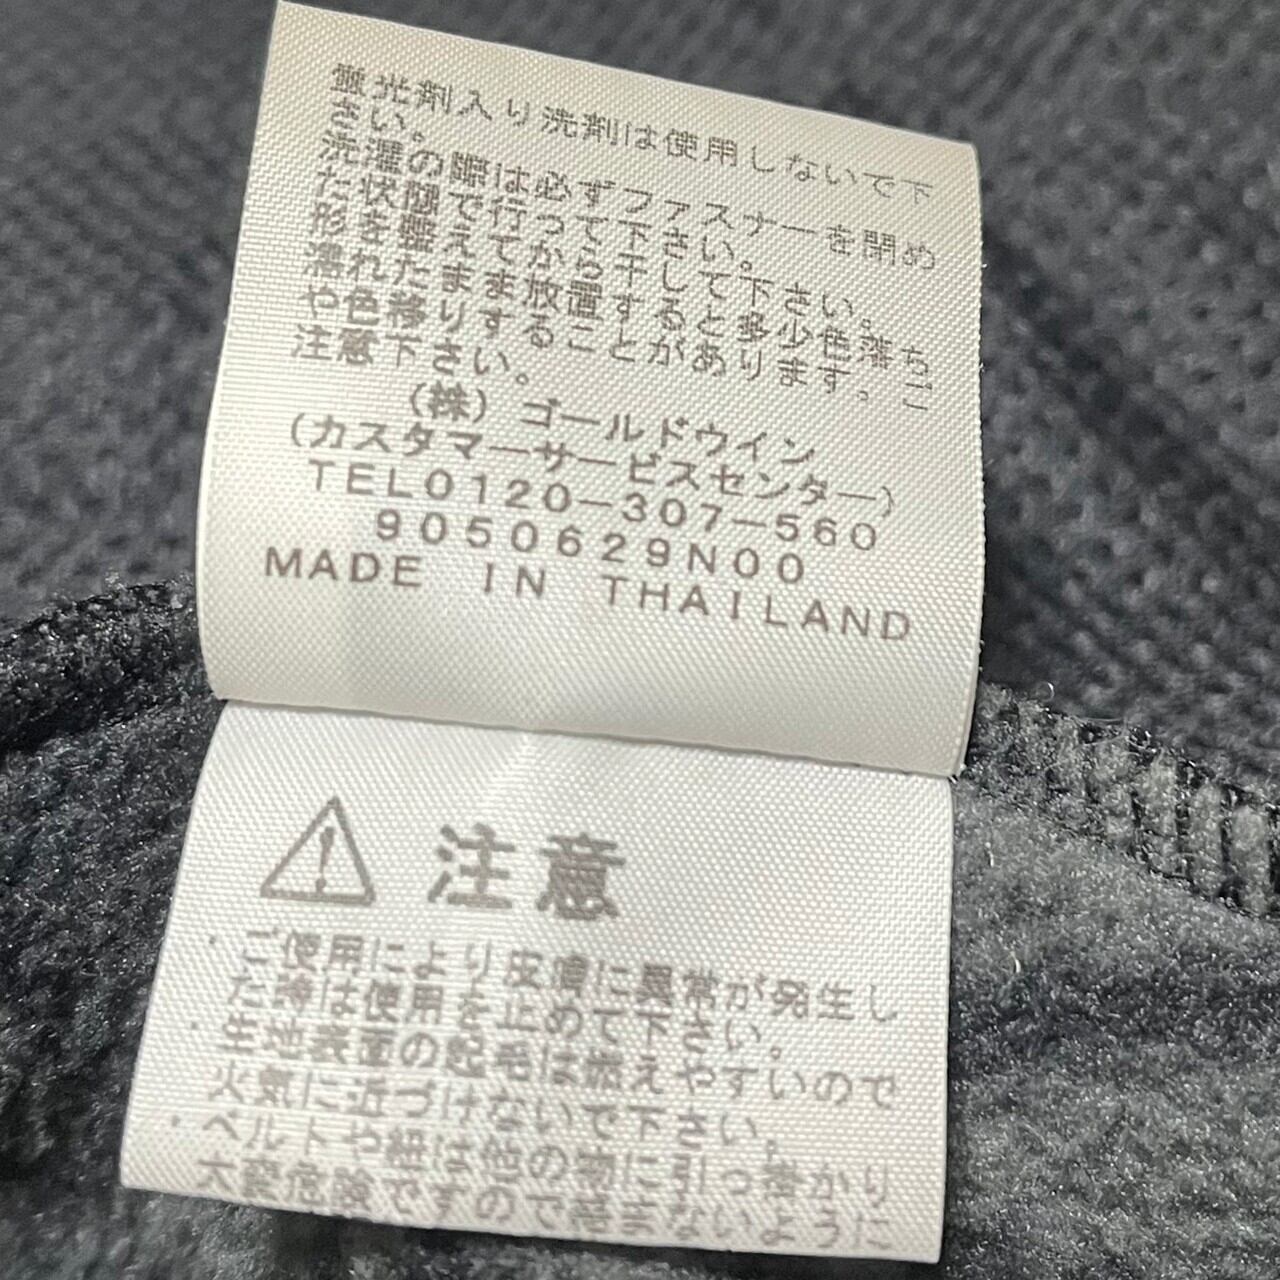 蛍光剤入り洗剤は使用しないで下
さい。
洗濯の際は必ずファスナーを閉め
た状態で行って下さい。
形を整えてから干して下さい。
濡れたまま放置すると多少色落ち
や色移りすることがあります。ご
注意下さい。
(株)ゴールドウイン
(カスタマーサービスセンター)
TEL0120-307-560
9050629N00
MADE IN THAILAND
注意
・ご使用により皮膚に異常が発生し
た際は使用を止めて下さい。
・生地表面の起毛は燃えやすいので
火気に近づけないで下さい。
・ベルトや紐は他の物に引っ掛かり
大変危険ですので絡まないように